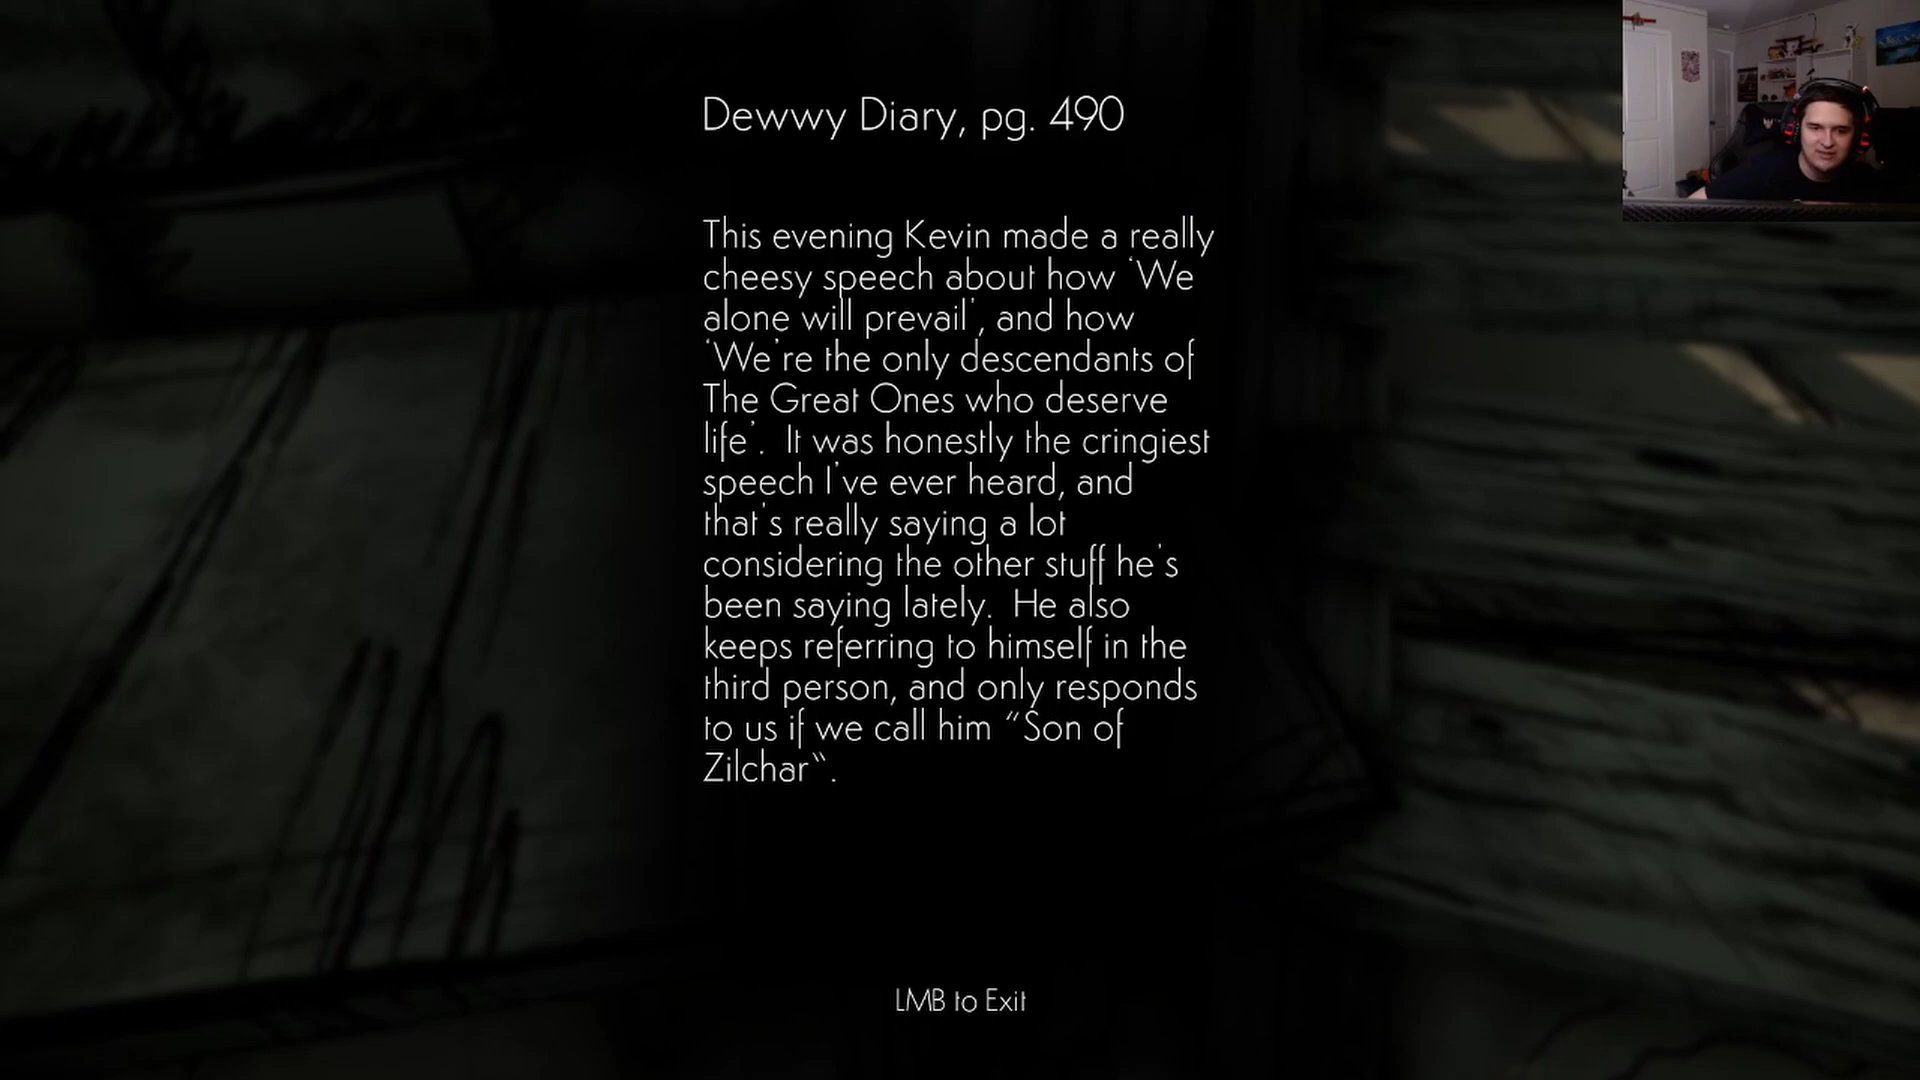 Dewwy Diary, pg. 490
This evening Kevin made a really
cheesy speech about how 'We
alone will prevail', and how
'We're the only descendants of
The Great Ones who deserve
life'.  It was honestly the cringiest
speech I've ever heard, and
that's really saying a lot
considering the other stuff he's
been saying lately.  He also
keeps referring to himself in the
third person, and only responds
to us if we call him “Son of
Zilchar“.
LMB to Exit